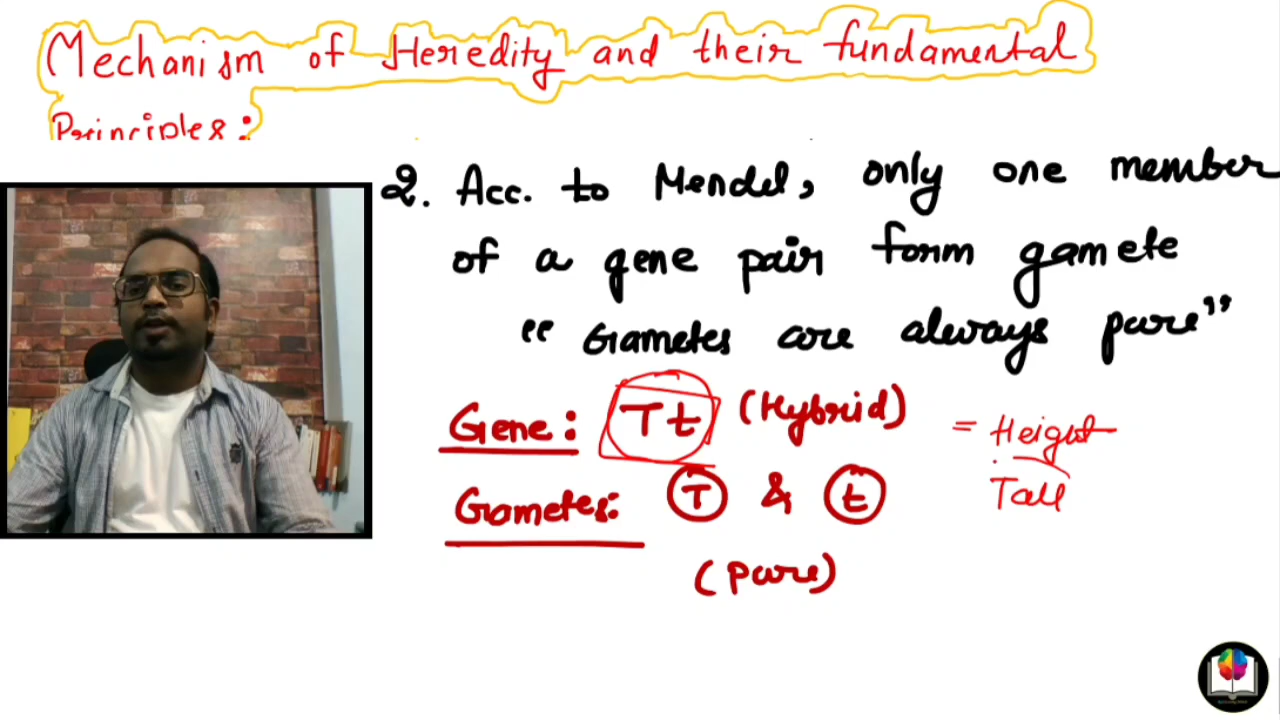 Mechanism of Heredity and their fundamental
Principles:
2. Acc. to Mendel, only one member
of a gene pair form gamete
"Gametes are always pure"
Gene: Tt (Hybrid) = Height
Tall
Gametes: T & t
(pure)